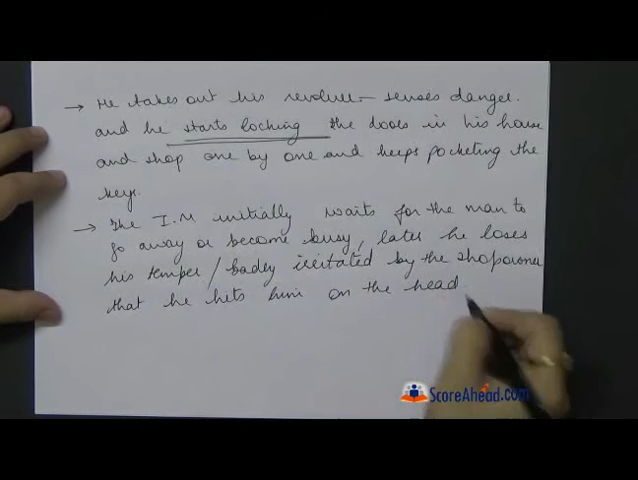 → He takes out his revolver - senses danger.
and he starts locking the doors in his house
and shop one by one and keeps pocketing the
keys.
→ The I.M initially waits for the man to
go away or become busy, later he loses
his temper / badly irritated by the shopowner
that he hits him on the head.
ScoreAhead.com